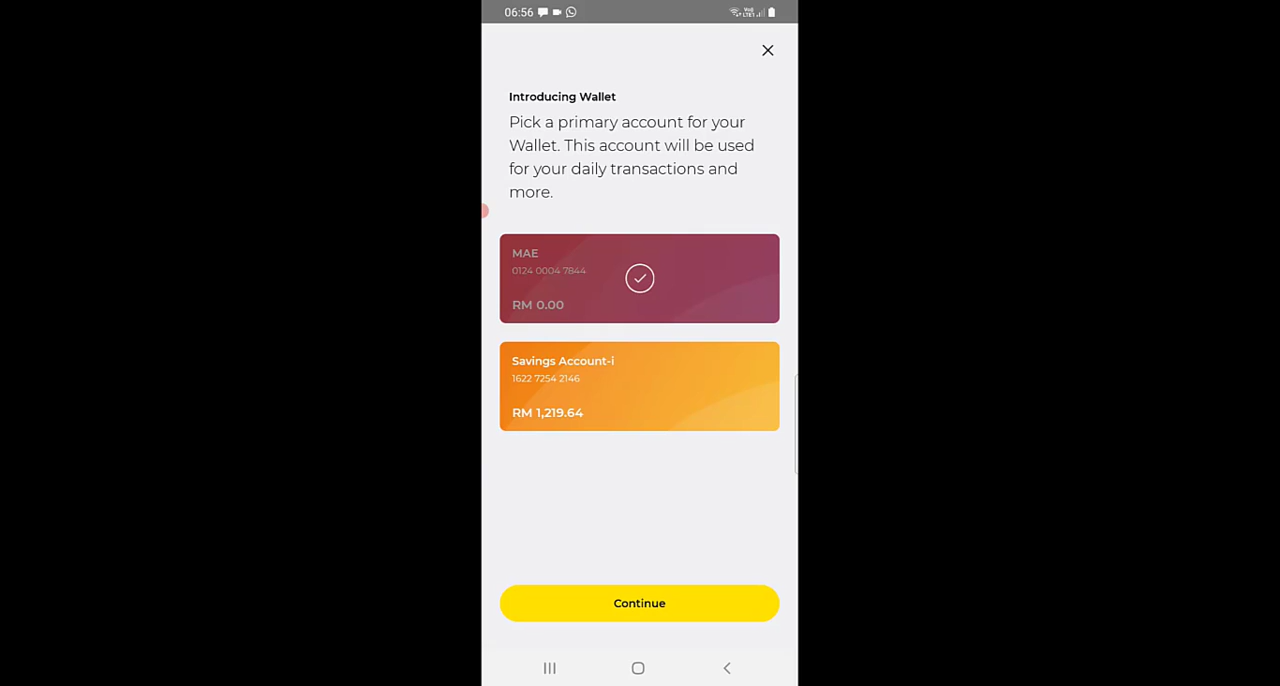 06:56
Introducing Wallet
Pick a primary account for your
Wallet. This account will be used
for your daily transactions and
more.
MAE
0124 0004 7844
RM 0.00
Savings Account-i
1622 7254 2146
RM 1,219.64
Continue